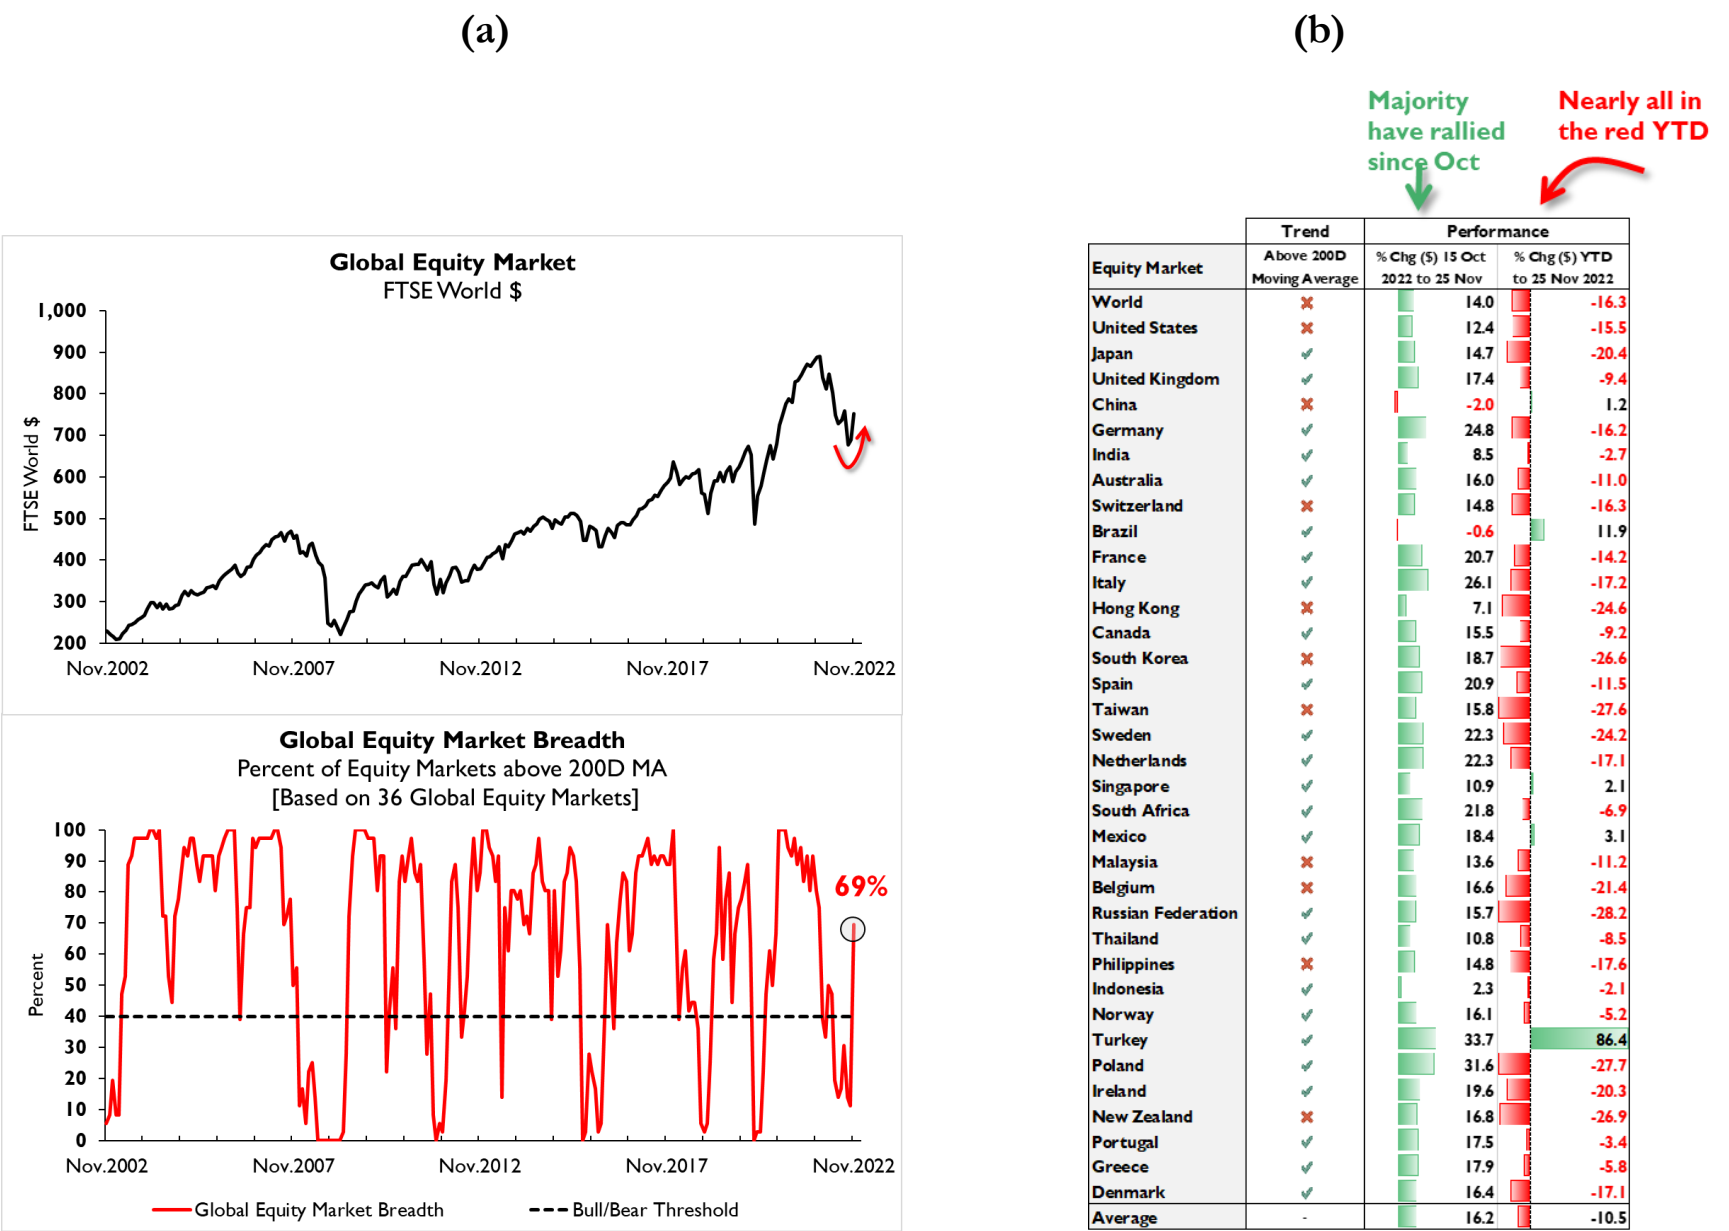 (a)
(b)
Majority
have rallied
since Oct
Nearly all in
the red YTD
Global Equity Market
FTSE World $
1,000
900
800
700
600
500
400
300
200
FTSE World $
Nov.2002 Nov.2007 Nov.2012 Nov.2017 Nov.2022
Global Equity Market Breadth
Percent of Equity Markets above 200D MA
[Based on 36 Global Equity Markets]
100
90
80
70
60
50
40
30
20
10
0
Percent
69%
Nov.2002 Nov.2007 Nov.2012 Nov.2017 Nov.2022
Global Equity Market Breadth Bull/Bear Threshold
Trend Performance
Equity Market Above 200D Moving Average % Chg ($) 15 Oct 2022 to 25 Nov % Chg ($) YTD to 25 Nov 2022
World ✖ 14.0 -16.3
United States ✖ 12.4 -15.5
Japan ✔ 14.7 -20.4
United Kingdom ✔ 17.4 -9.4
China ✖ -2.0 1.2
Germany ✔ 24.8 -16.2
India ✔ 8.5 -2.7
Australia ✔ 16.0 -11.0
Switzerland ✖ 14.8 -16.3
Brazil ✔ -0.6 11.9
France ✔ 20.7 -14.2
Italy ✔ 26.1 -17.2
Hong Kong ✖ 7.1 -24.6
Canada ✔ 15.5 -9.2
South Korea ✖ 18.7 -26.6
Spain ✔ 20.9 -11.5
Taiwan ✖ 15.8 -27.6
Sweden ✔ 22.3 -24.2
Netherlands ✔ 22.3 -17.1
Singapore ✔ 10.9 2.1
South Africa ✔ 21.8 -6.9
Mexico ✔ 18.4 3.1
Malaysia ✖ 13.6 -11.2
Belgium ✖ 16.6 -21.4
Russian Federation ✔ 15.7 -28.2
Thailand ✔ 10.8 -8.5
Philippines ✖ 14.8 -17.6
Indonesia ✔ 2.3 -2.1
Norway ✔ 16.1 -5.2
Turkey ✔ 33.7 86.4
Poland ✔ 31.6 -27.7
Ireland ✔ 19.6 -20.3
New Zealand ✖ 16.8 -26.9
Portugal ✔ 17.5 -3.4
Greece ✔ 17.9 -5.8
Denmark ✔ 16.4 -17.1
Average - 16.2 -10.5